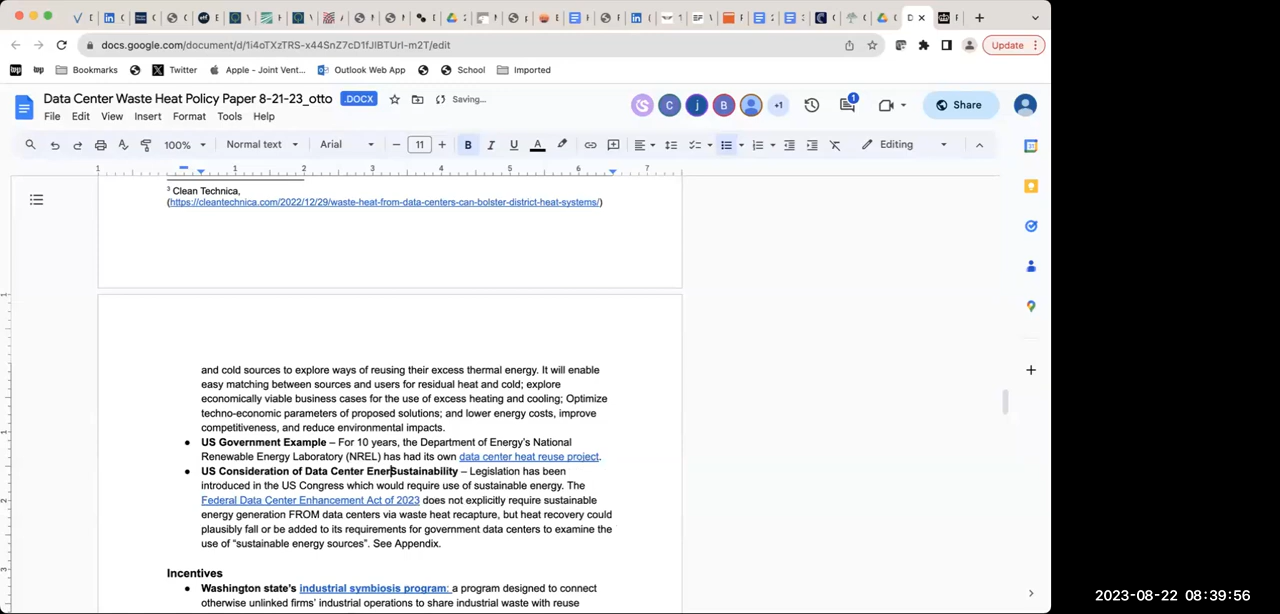 docs.google.com/document/d/1i4oTXzTRS-x44SnZ7cD1fJIBTUrI-m2T/edit
Update
Bookmarks
Twitter
Apple - Joint Vent...
Outlook Web App
School
Imported
Data Center Waste Heat Policy Paper 8-21-23_otto
.DOCX
Saving...
C
j
B
+1
1
Share
File Edit View Insert Format Tools Help
100%
Normal text
Arial
11
B I U A
Editing
1 1 2 3 4 5 6 7
3 Clean Technica,
(https://cleantechnica.com/2022/12/29/waste-heat-from-data-centers-can-bolster-district-heat-systems/)
and cold sources to explore ways of reusing their excess thermal energy. It will enable
easy matching between sources and users for residual heat and cold; explore
economically viable business cases for the use of excess heating and cooling; Optimize
techno-economic parameters of proposed solutions; and lower energy costs, improve
competitiveness, and reduce environmental impacts.
● US Government Example – For 10 years, the Department of Energy's National
Renewable Energy Laboratory (NREL) has had its own data center heat reuse project.
● US Consideration of Data Center EnerSustainability – Legislation has been
introduced in the US Congress which would require use of sustainable energy. The
Federal Data Center Enhancement Act of 2023 does not explicitly require sustainable
energy generation FROM data centers via waste heat recapture, but heat recovery could
plausibly fall or be added to its requirements for government data centers to examine the
use of "sustainable energy sources". See Appendix.
Incentives
● Washington state's industrial symbiosis program: a program designed to connect
otherwise unlinked firms' industrial operations to share industrial waste with reuse
2023-08-22 08:39:56